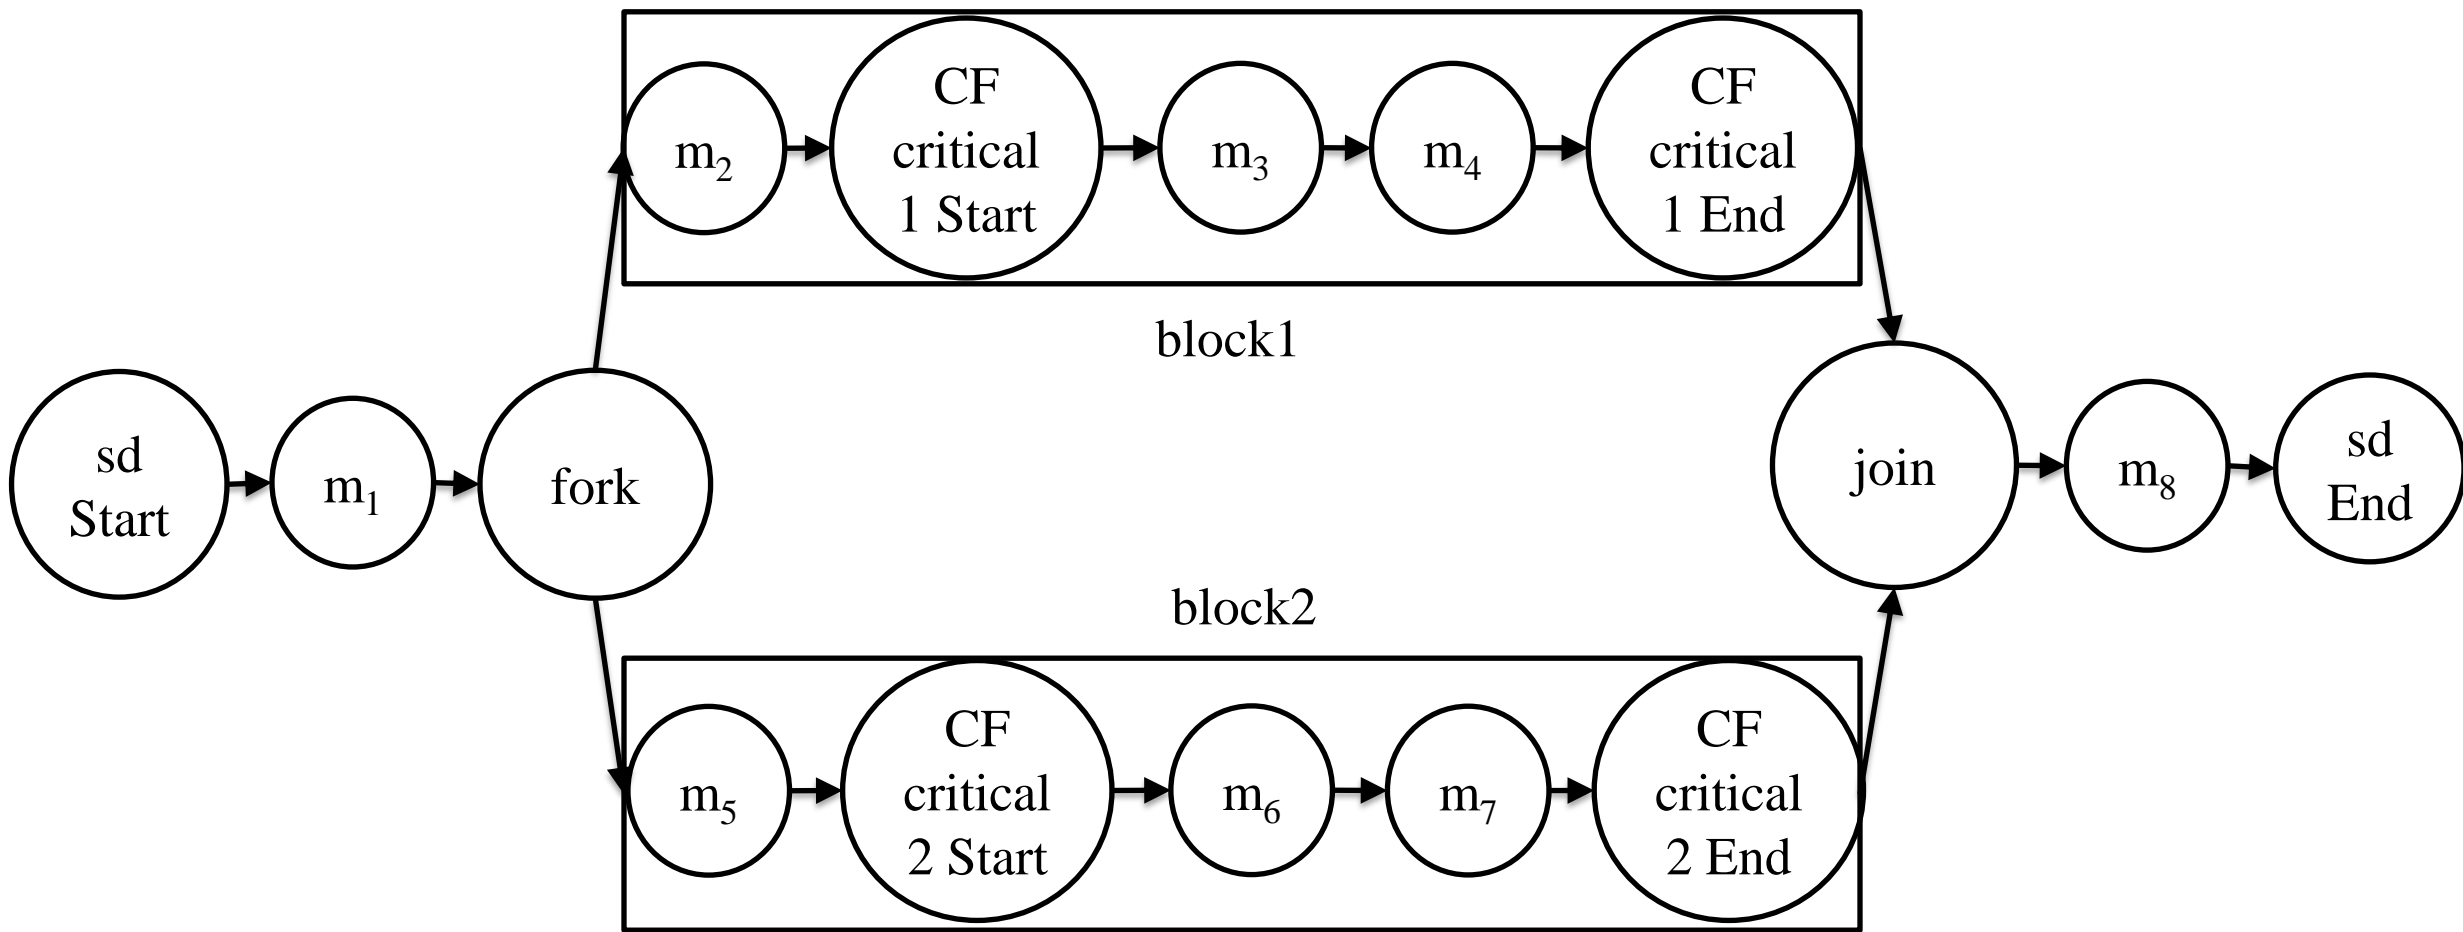 m₂
CF
critical
1 Start
m₃
m₄
CF
critical
1 End
block1
sd
Start
m₁
fork
join
m₈
sd
End
block2
m₅
CF
critical
2 Start
m₆
m₇
CF
critical
2 End